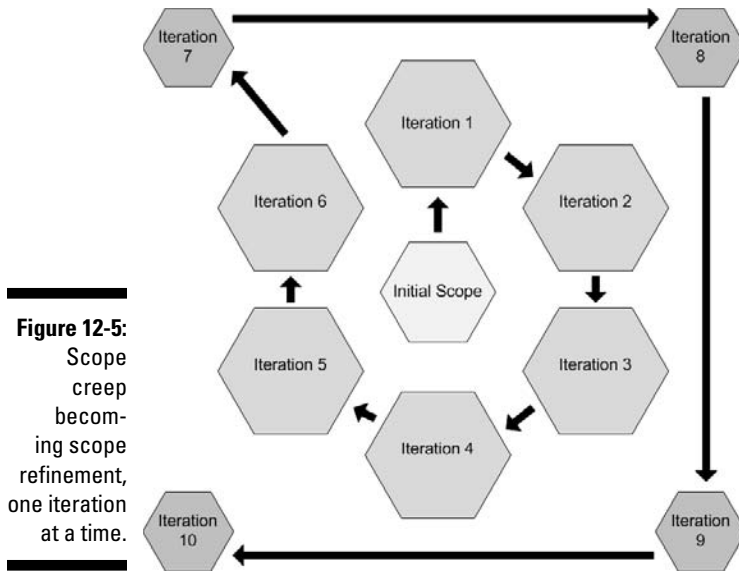 Iteration
7
Iteration
8
Iteration 1
Iteration 6
Iteration 2
Initial Scope
Iteration 5
Iteration 3
Iteration 4
Iteration
10
Iteration
9
Figure 12-5:
Scope
creep
becom-
ing scope
refinement,
one iteration
at a time.